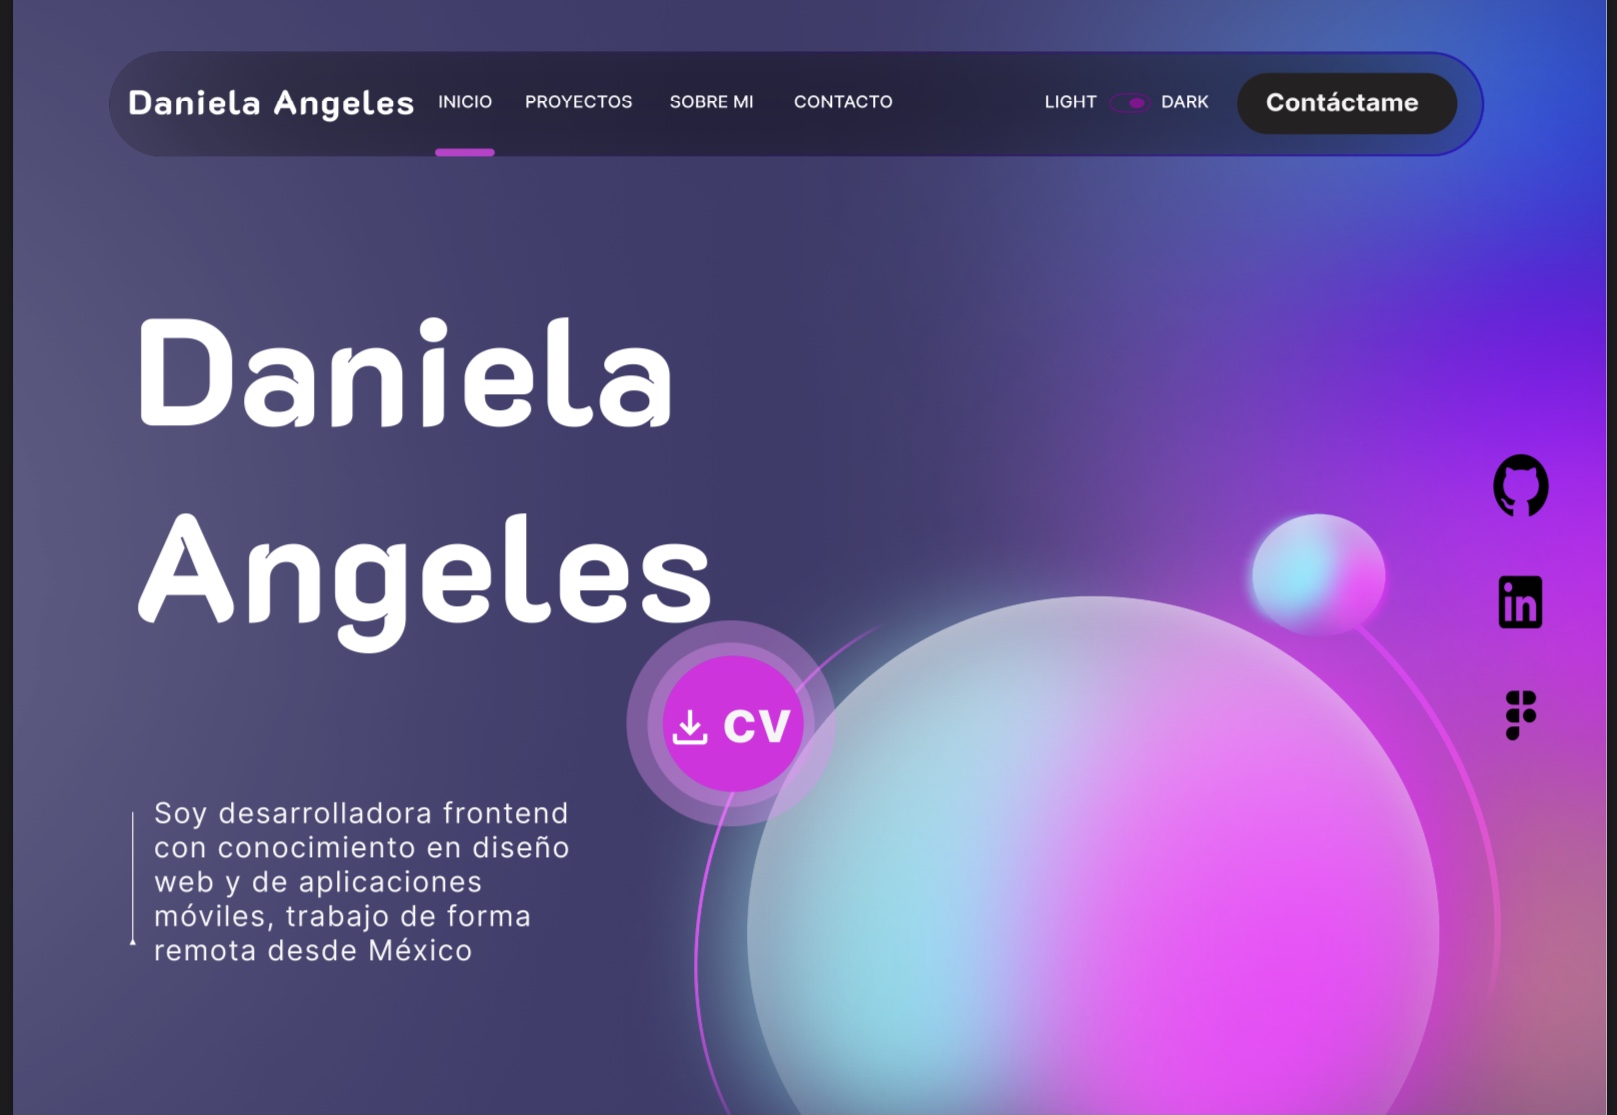 Daniela Angeles
INICIO
PROYECTOS
SOBRE MI
CONTACTO
LIGHT
DARK
Contáctame
Daniela
Angeles
CV
Soy desarrolladora frontend
con conocimiento en diseño
web y de aplicaciones
móviles, trabajo de forma
remota desde México
in